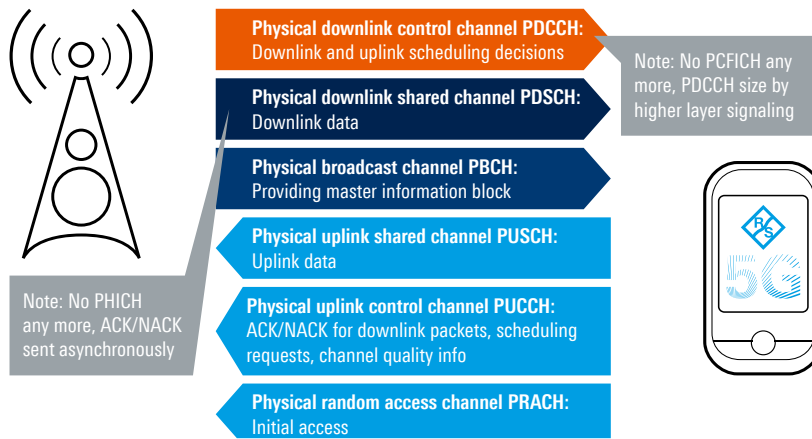 Physical downlink control channel PDCCH:
Downlink and uplink scheduling decisions
Note: No PCFICH any
more, PDCCH size by
higher layer signaling
Physical downlink shared channel PDSCH:
Downlink data
Physical broadcast channel PBCH:
Providing master information block
Physical uplink shared channel PUSCH:
Uplink data
Note: No PHICH
any more, ACK/NACK
sent asynchronously
Physical uplink control channel PUCCH:
ACK/NACK for downlink packets, scheduling
requests, channel quality info
Physical random access channel PRACH:
Initial access
R/S
5G